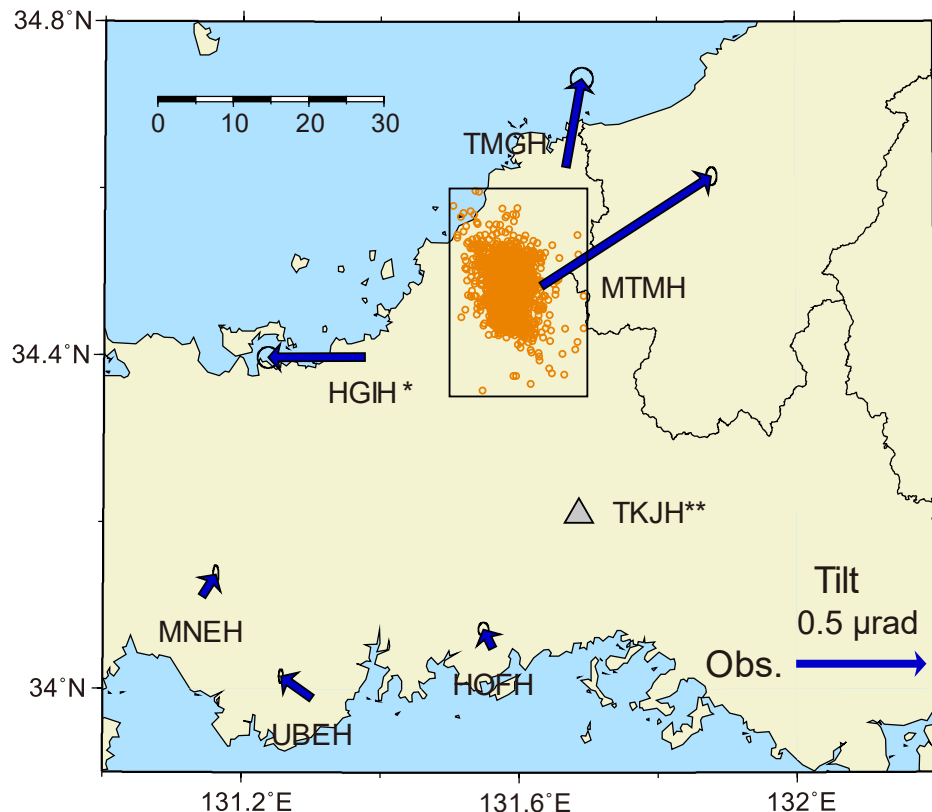 34.8°N
0 10 20 30
TMGH
MTMH
34.4°N
HGIH *
TKJH**
Tilt
0.5 µrad
MNEH
Obs.
HOFH
34°N
UBEH
131.2°E 131.6°E 132°E